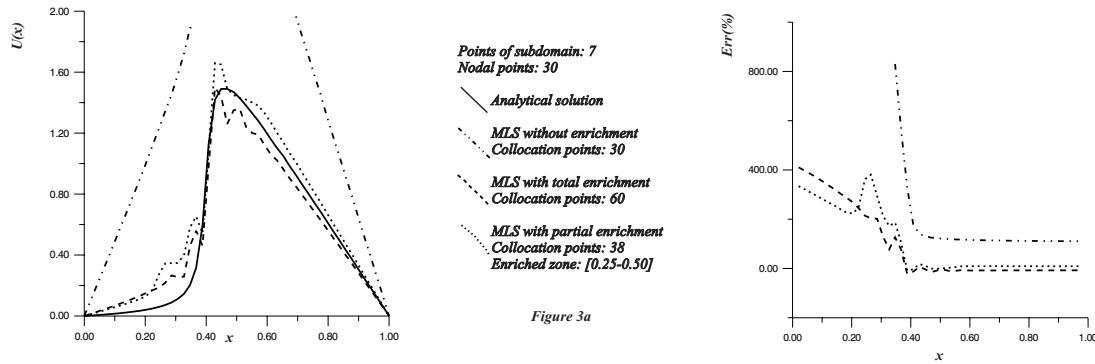 U(x)
2.00
1.60
1.20
0.80
0.40
0.00
0.00 0.20 0.40 0.60 0.80 1.00
x
Points of subdomain: 7
Nodal points: 30
Analytical solution
MLS without enrichment
Collocation points: 30
MLS with total enrichment
Collocation points: 60
MLS with partial enrichment
Collocation points: 38
Enriched zone: [0.25-0.50]
Figure 3a
Err(%)
800.00
400.00
0.00
0.00 0.20 0.40 0.60 0.80 1.00
x